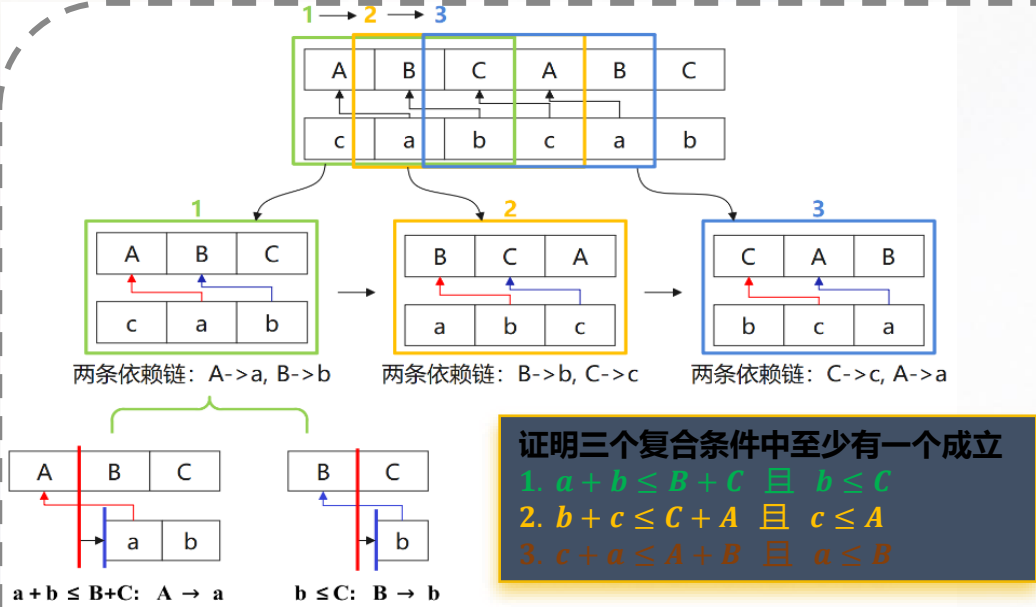 1 2 3
A B C A B C
c a b c a b
1 2 3
A B C B C A C A B
c a b a b c b c a
两条依赖链：A->a, B->b 两条依赖链：B->b, C->c 两条依赖链：C->c, A->a
证明三个复合条件中至少有一个成立
1. a + b ≤ B + C 且 b ≤ C
2. b + c ≤ C + A 且 c ≤ A
3. c + a ≤ A + B 且 a ≤ B
A B C B C
a b b
a + b ≤ B+C: A → a b ≤ C: B → b